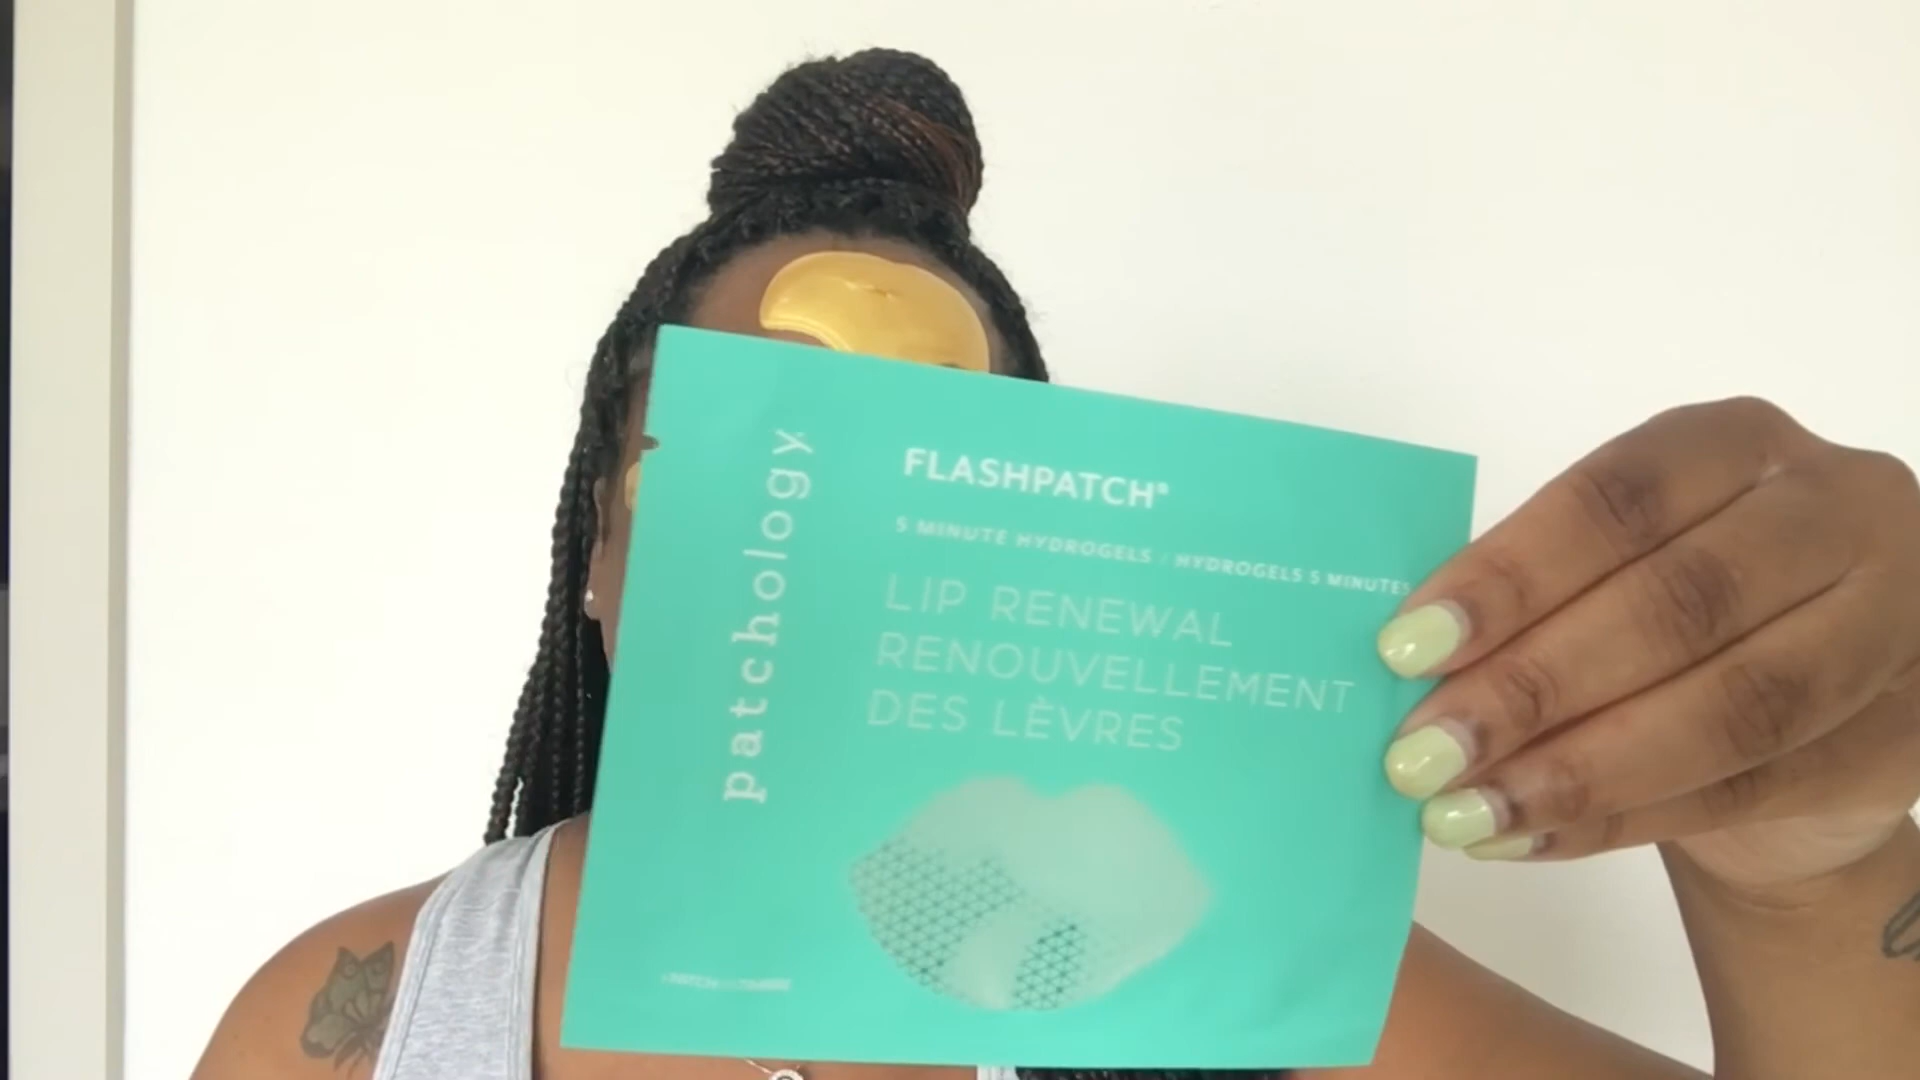 patchology
FLASHPATCH®
5 MINUTE HYDROGELS / HYDROGELS 5 MINUTES
LIP RENEWAL
RENOUVELLEMENT
DES LÈVRES